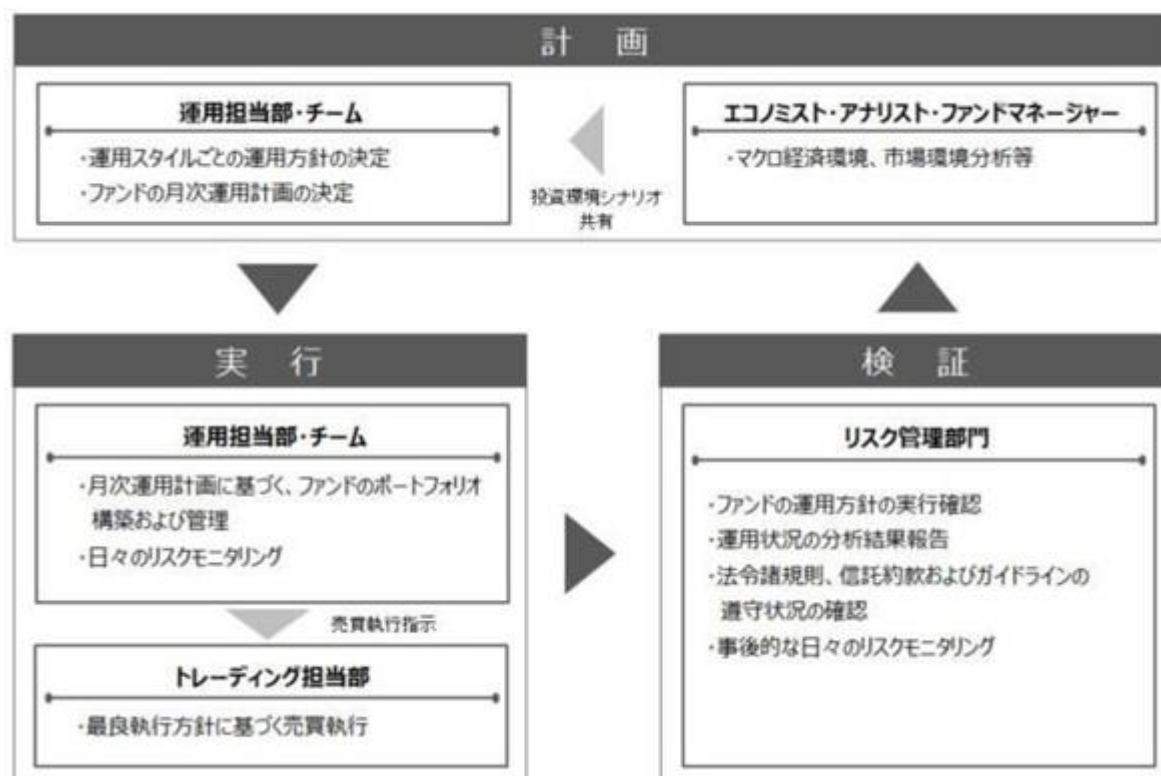 計 画
運用担当部・チーム
・運用スタイルごとの運用方針の決定
・ファンドの月次運用計画の決定
投資環境シナリオ
共有
エコノミスト・アナリスト・ファンドマネージャー
・マクロ経済環境、市場環境分析等
実 行
運用担当部・チーム
・月次運用計画に基づく、ファンドのポートフォリオ
構築および管理
・日々のリスクモニタリング
売買執行指示
トレーディング担当部
・最良執行方針に基づく売買執行
検 証
リスク管理部門
・ファンドの運用方針の実行確認
・運用状況の分析結果報告
・法令諸規則、信託約款およびガイドラインの
遵守状況の確認
・事後的な日々のリスクモニタリング